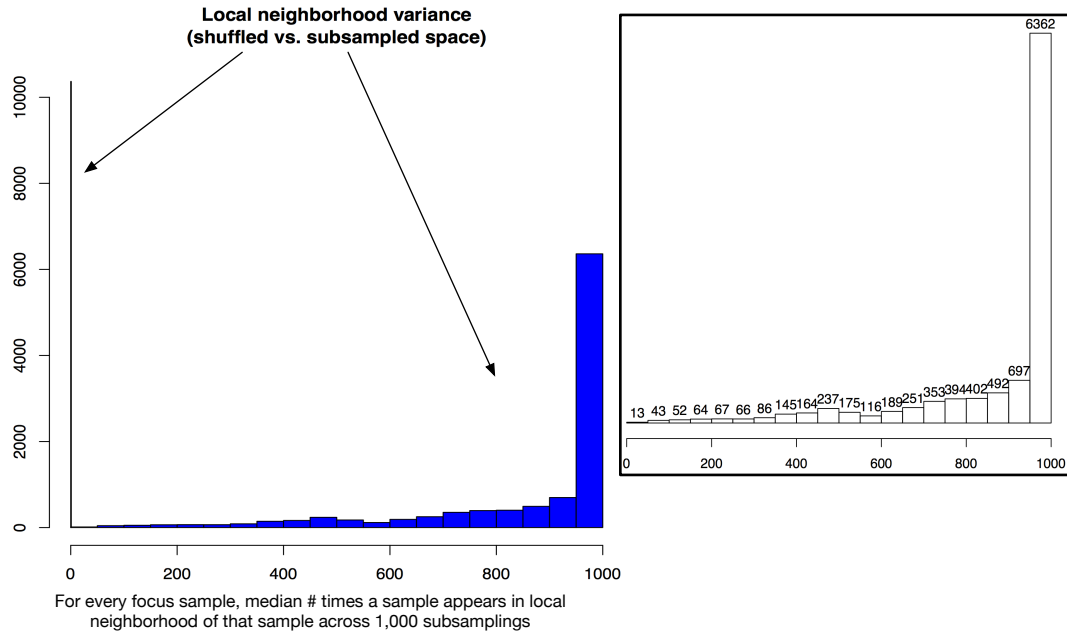 Local neighborhood variance
(shuffled vs. subsampled space)
10000
8000
6000
4000
2000
0
0 200 400 600 800 1000
For every focus sample, median # times a sample appears in local
neighborhood of that sample across 1,000 subsamplings
6362
13 43 52 64 67 66 86 145 164 237 175 116 189 251 353 394 402 492 697
0 200 400 600 800 1000